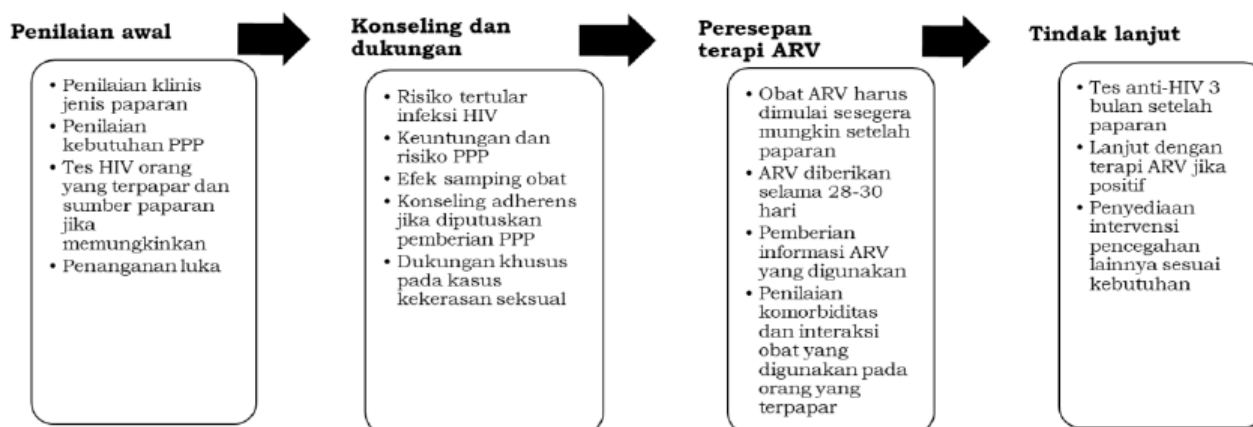 Penilaian awal
• Penilaian klinis
jenis paparan
• Penilaian
kebutuhan PPP
• Tes HIV orang
yang terpapar dan
sumber paparan
jika
memungkinkan
• Penanganan luka
Konseling dan
dukungan
• Risiko tertular
infeksi HIV
• Keuntungan dan
risiko PPP
• Efek samping obat
• Konseling adherens
jika diputuskan
pemberian PPP
• Dukungan khusus
pada kasus
kekerasan seksual
Peresepan
terapi ARV
• Obat ARV harus
dimulai sesegera
mungkin setelah
paparan
• ARV diberikan
selama 28-30
hari
• Pemberian
informasi ARV
yang digunakan
• Penilaian
komorbiditas
dan interaksi
obat yang
digunakan pada
orang yang
terpapar
Tindak lanjut
• Tes anti-HIV 3
bulan setelah
paparan
• Lanjut dengan
terapi ARV jika
positif
• Penyediaan
intervensi
pencegahan
lainnya sesuai
kebutuhan